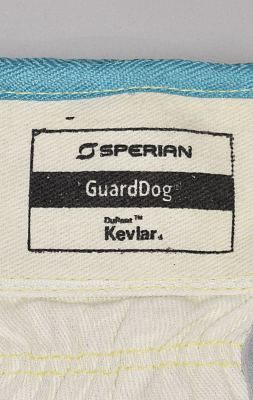 SPERIAN
GuardDog
DuPont™
Kevlar